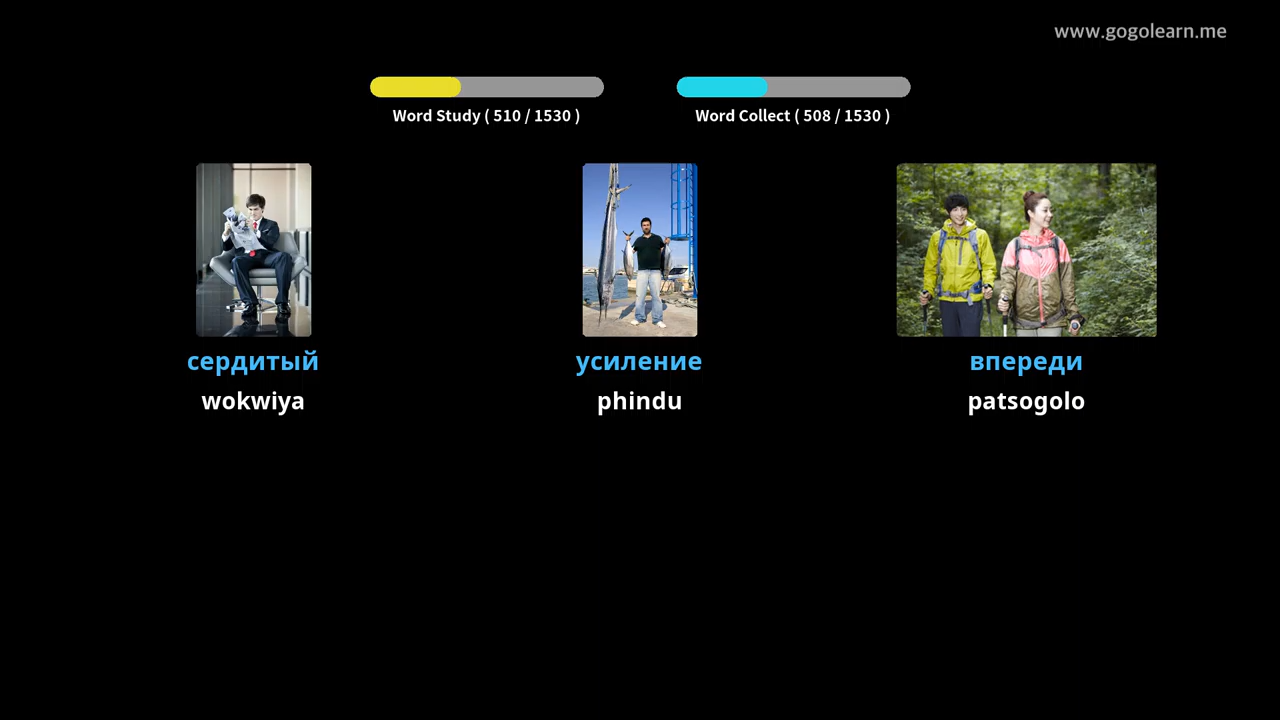 www.gogolearn.me
Word Study ( 510 / 1530 )
Word Collect ( 508 / 1530 )
сердитый
усиление
впереди
wokwiya
phindu
patsogolo